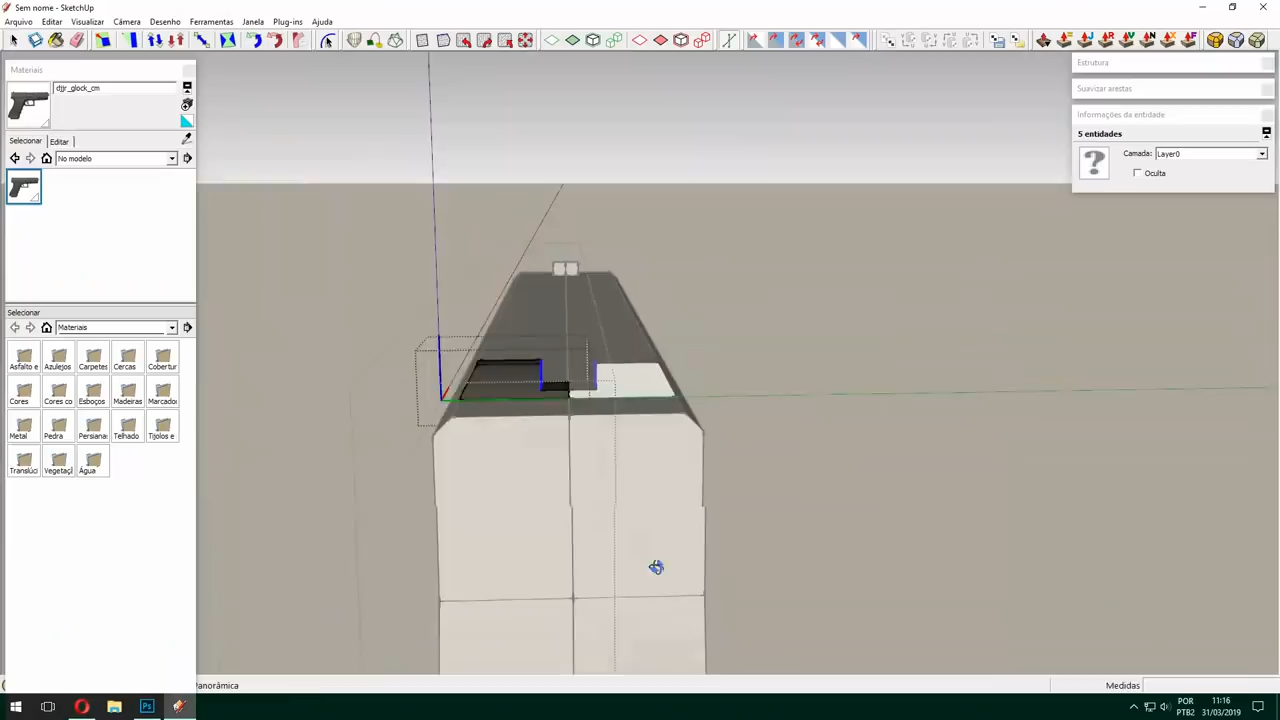 Sem nome - SketchUp
Arquivo Editar Visualizar Câmera Desenho Ferramentas Janela Plug-ins Ajuda
Materiais
djjr_glock_cm
Selecionar Editar
No modelo
Selecionar
Materiais
Asfalto e Azulejos Carpetes Cercas Cobertur
Cores Cores co Esboços Madeiras Marcador
Metal Pedra Persiana: Telhado Tijolos e
Translúci Vegetaçã Água
Estrutura
Suavizar arestas
Informações da entidade
5 entidades
Camada: Layer0
Oculta
Panorâmica
Medidas
POR
PTB2
11:16
31/03/2019